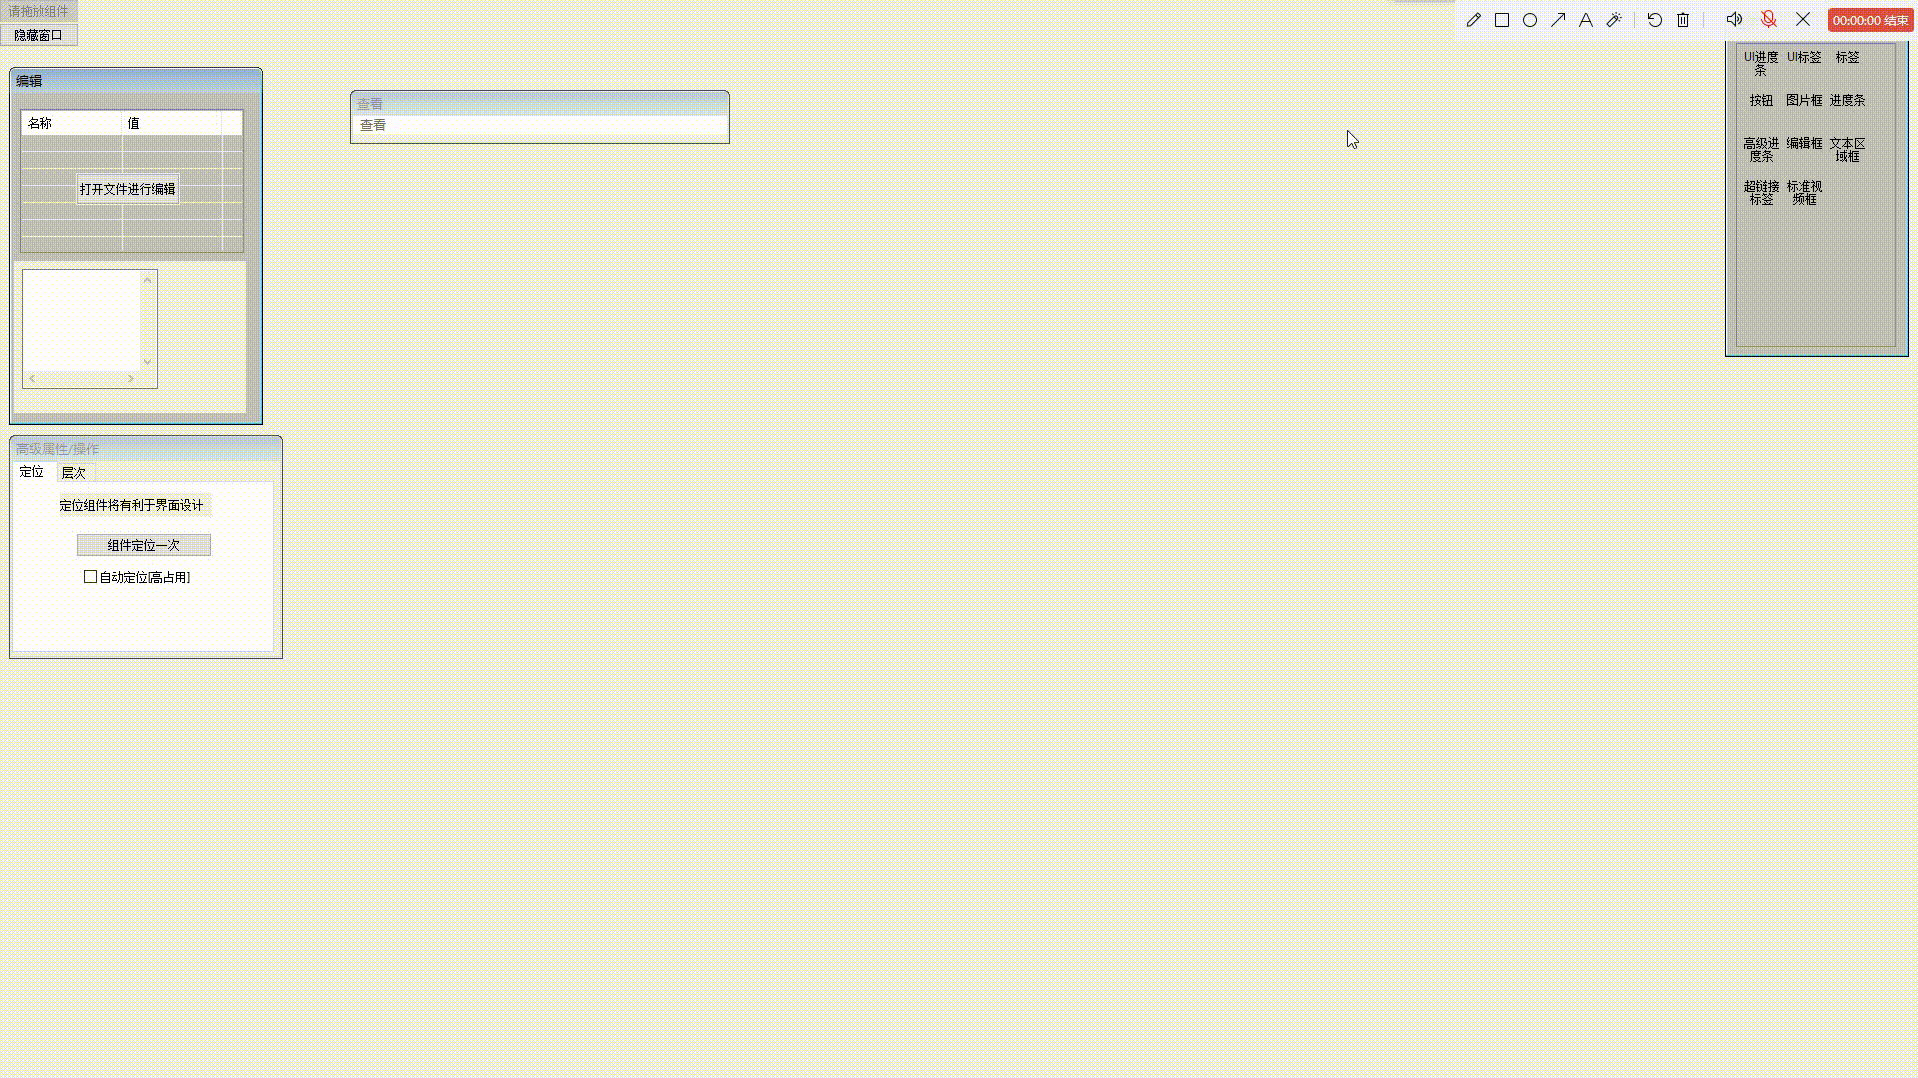 请拖放组件
隐藏窗口
00:00:00 结束
编辑
名称 值
打开文件进行编辑
查看
查看
UI进度条 UI标签 标签
按钮 图片框 进度条
高级进度条 编辑框 文本区域框
超链接标签 标准视频框
高级属性/操作
定位 层次
定位组件将有利于界面设计
组件定位一次
自动定位[高占用]